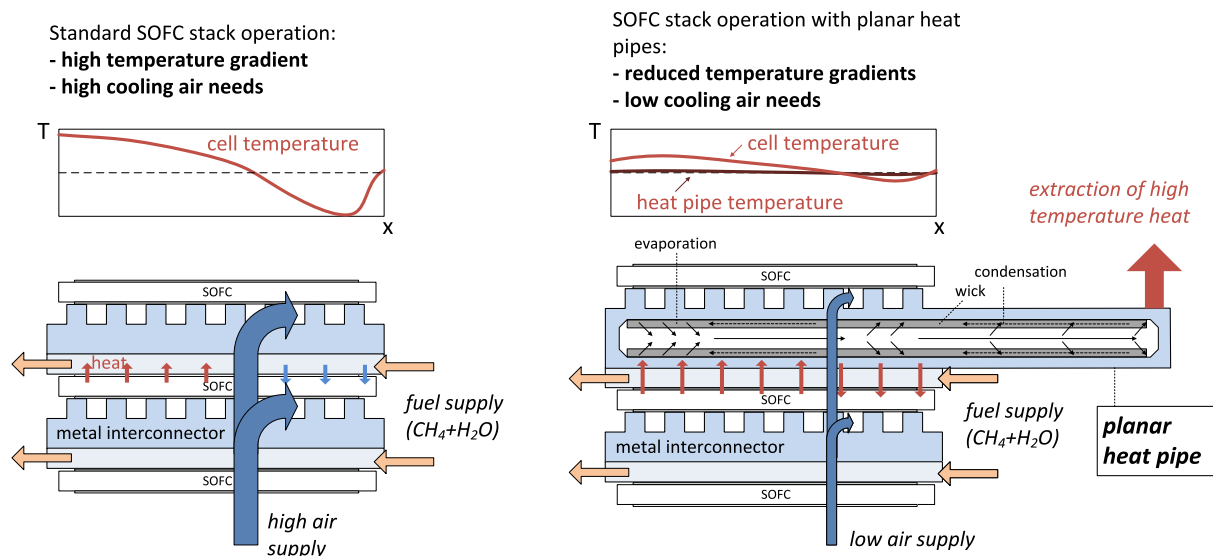 Standard SOFC stack operation:
- high temperature gradient
- high cooling air needs
T
cell temperature
x
SOFC
heat
SOFC
metal interconnector
SOFC
fuel supply
(CH₄+H₂O)
high air
supply
SOFC stack operation with planar heat
pipes:
- reduced temperature gradients
- low cooling air needs
T
cell temperature
heat pipe temperature
x
extraction of high
temperature heat
evaporation
condensation
wick
SOFC
SOFC
metal interconnector
SOFC
fuel supply
(CH₄+H₂O)
planar
heat pipe
low air supply